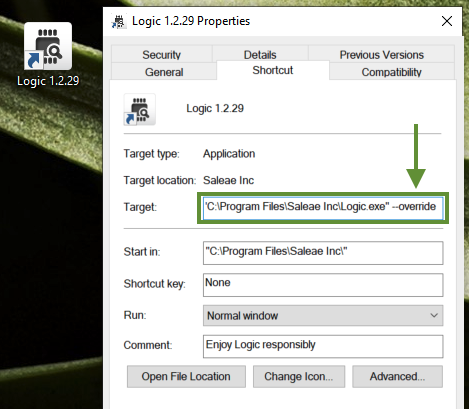 Logic 1.2.29
Logic 1.2.29 Properties
Security Details Previous Versions
General Shortcut Compatibility
Logic 1.2.29
Target type: Application
Target location: Saleae Inc
Target: 'C:\Program Files\Saleae Inc\Logic.exe" --override
Start in: "C:\Program Files\Saleae Inc\"
Shortcut key: None
Run: Normal window
Comment: Enjoy Logic responsibly
Open File Location Change Icon... Advanced...